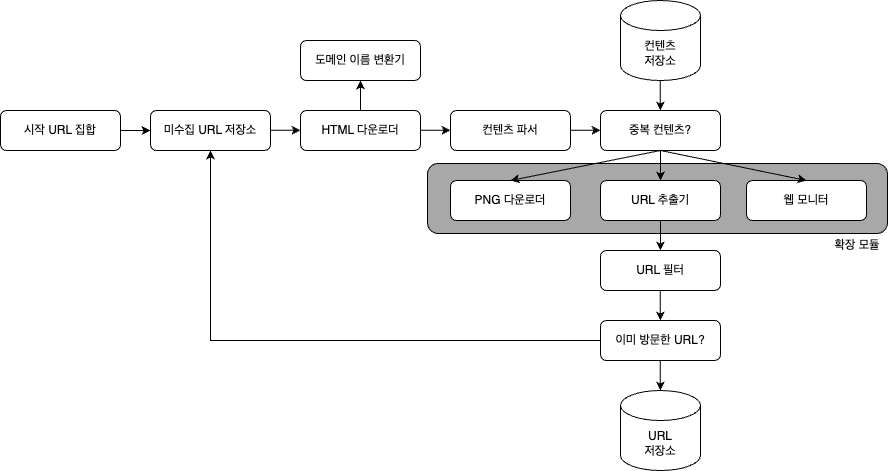 컨텐츠
저장소
도메인 이름 변환기
시작 URL 집합
미수집 URL 저장소
HTML 다운로더
컨텐츠 파서
중복 컨텐츠?
PNG 다운로더
URL 추출기
웹 모니터
확장 모듈
URL 필터
이미 방문한 URL?
URL
저장소